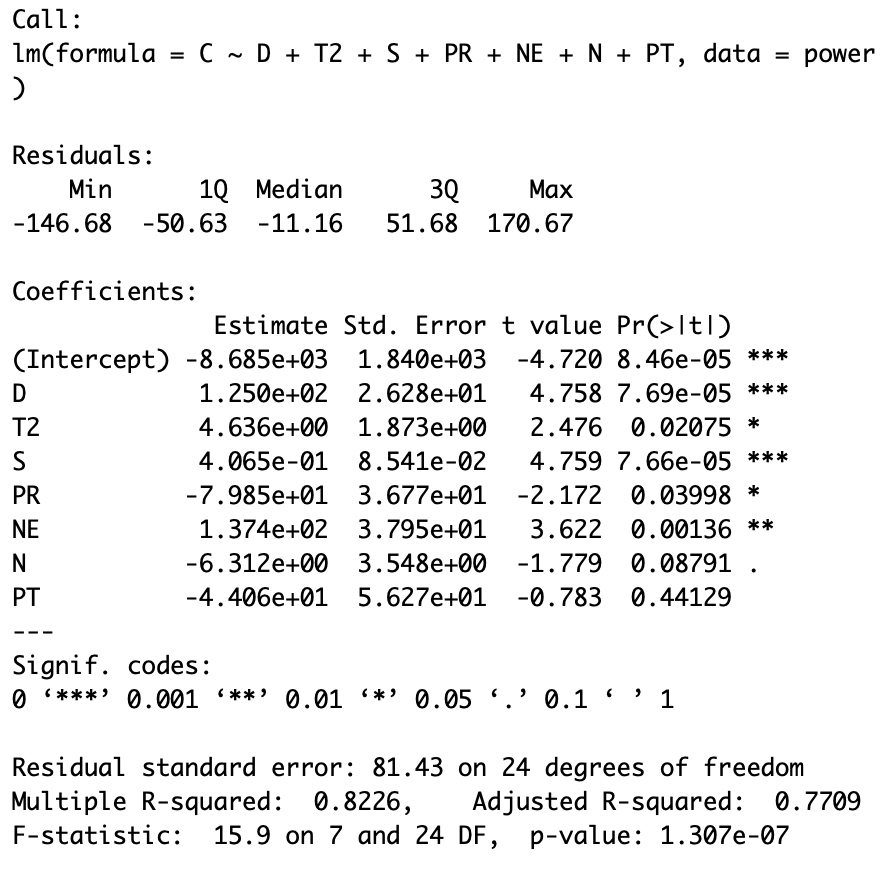 Call:
lm(formula = C ~ D + T2 + S + PR + NE + N + PT, data = power
)
Residuals:
Min 1Q Median 3Q Max
-146.68 -50.63 -11.16 51.68 170.67
Coefficients:
Estimate Std. Error t value Pr(>|t|)
(Intercept) -8.685e+03 1.840e+03 -4.720 8.46e-05 ***
D 1.250e+02 2.628e+01 4.758 7.69e-05 ***
T2 4.636e+00 1.873e+00 2.476 0.02075 *
S 4.065e-01 8.541e-02 4.759 7.66e-05 ***
PR -7.985e+01 3.677e+01 -2.172 0.03998 *
NE 1.374e+02 3.795e+01 3.622 0.00136 **
N -6.312e+00 3.548e+00 -1.779 0.08791 .
PT -4.406e+01 5.627e+01 -0.783 0.44129
---
Signif. codes:
0 ‘***’ 0.001 ‘**’ 0.01 ‘*’ 0.05 ‘.’ 0.1 ‘ ’ 1
Residual standard error: 81.43 on 24 degrees of freedom
Multiple R-squared: 0.8226, Adjusted R-squared: 0.7709
F-statistic: 15.9 on 7 and 24 DF, p-value: 1.307e-07